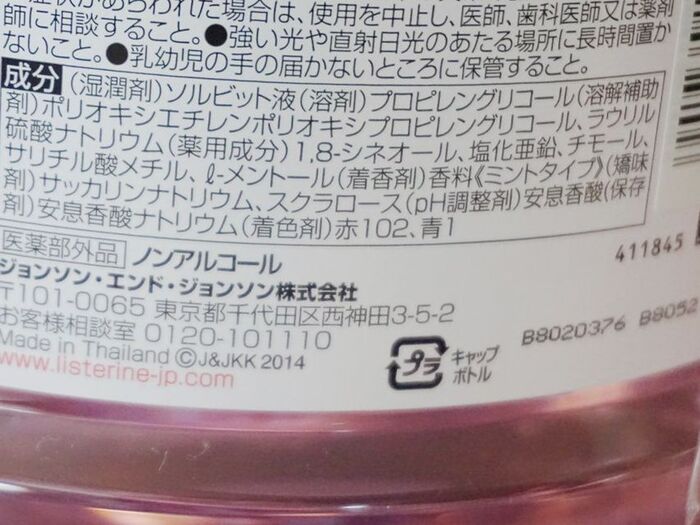 症状があらわれた場合は、使用を中止し、医師、歯科医師又は薬剤
師に相談すること。●強い光や直射日光のあたる場所に長時間置か
ないこと。●乳幼児の手の届かないところに保管すること。
成分 (湿潤剤)ソルビット液(溶剤)プロピレングリコール(溶解補助
剤)ポリオキシエチレンポリオキシプロピレングリコール、ラウリル
硫酸ナトリウム(薬用成分)1,8-シネオール、塩化亜鉛、チモール、
サリチル酸メチル、ℓ-メントール(着香剤)香料《ミントタイプ》(矯味
剤)サッカリンナトリウム、スクラロース(pH調整剤)安息香酸(保存
剤)安息香酸ナトリウム(着色剤)赤102、青1
医薬部外品 ノンアルコール
ジョンソン・エンド・ジョンソン株式会社
〒101-0065 東京都千代田区西神田3-5-2
お客様相談室 0120-101110
Made in Thailand ©J&JKK 2014
www.listerine-jp.com
プラ
キャップ
ボトル
411845
B8020376 B8052